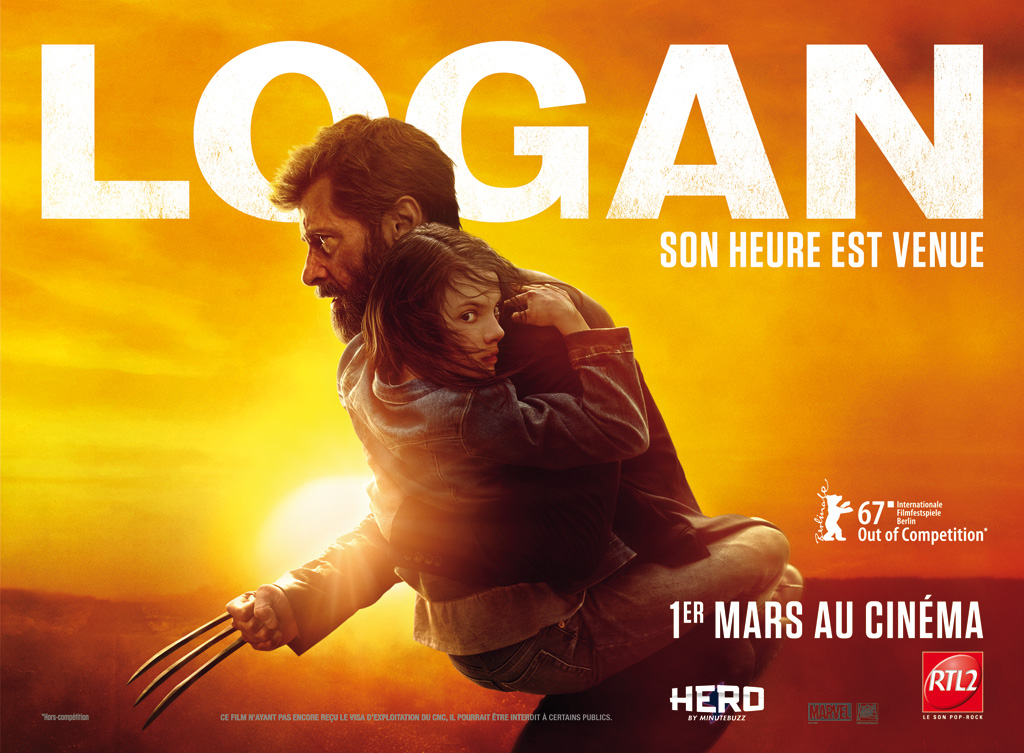 LOGAN
SON HEURE EST VENUE
Berlinale
67
Internationale
Filmfestspiele
Berlin
Out of Competition*
1ER MARS AU CINÉMA
HERO
BY MINUTEBUZZ
MARVEL
RTL2
LE SON POP-ROCK
*Hors-compétition
CE FILM N'AYANT PAS ENCORE REÇU LE VISA D'EXPLOITATION DU CNC, IL POURRAIT ÊTRE INTERDIT À CERTAINS PUBLICS.